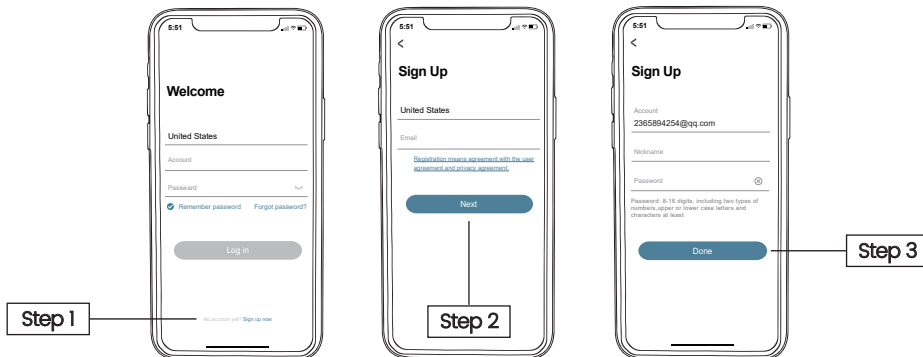 5:51
Welcome
United States
Account
Password
Remember password Forgot password?
Log in
No account yet? Sign up now
Step 1
5:51
<
Sign Up
United States
Email
Registration means agreement with the user
agreement and privacy agreement.
Next
Step 2
5:51
<
Sign Up
Account
2365894254@qq.com
Nickname
Password
Password: 8-16 digits, including two types of
numbers,upper or lower case letters and
characters at least
Done
Step 3